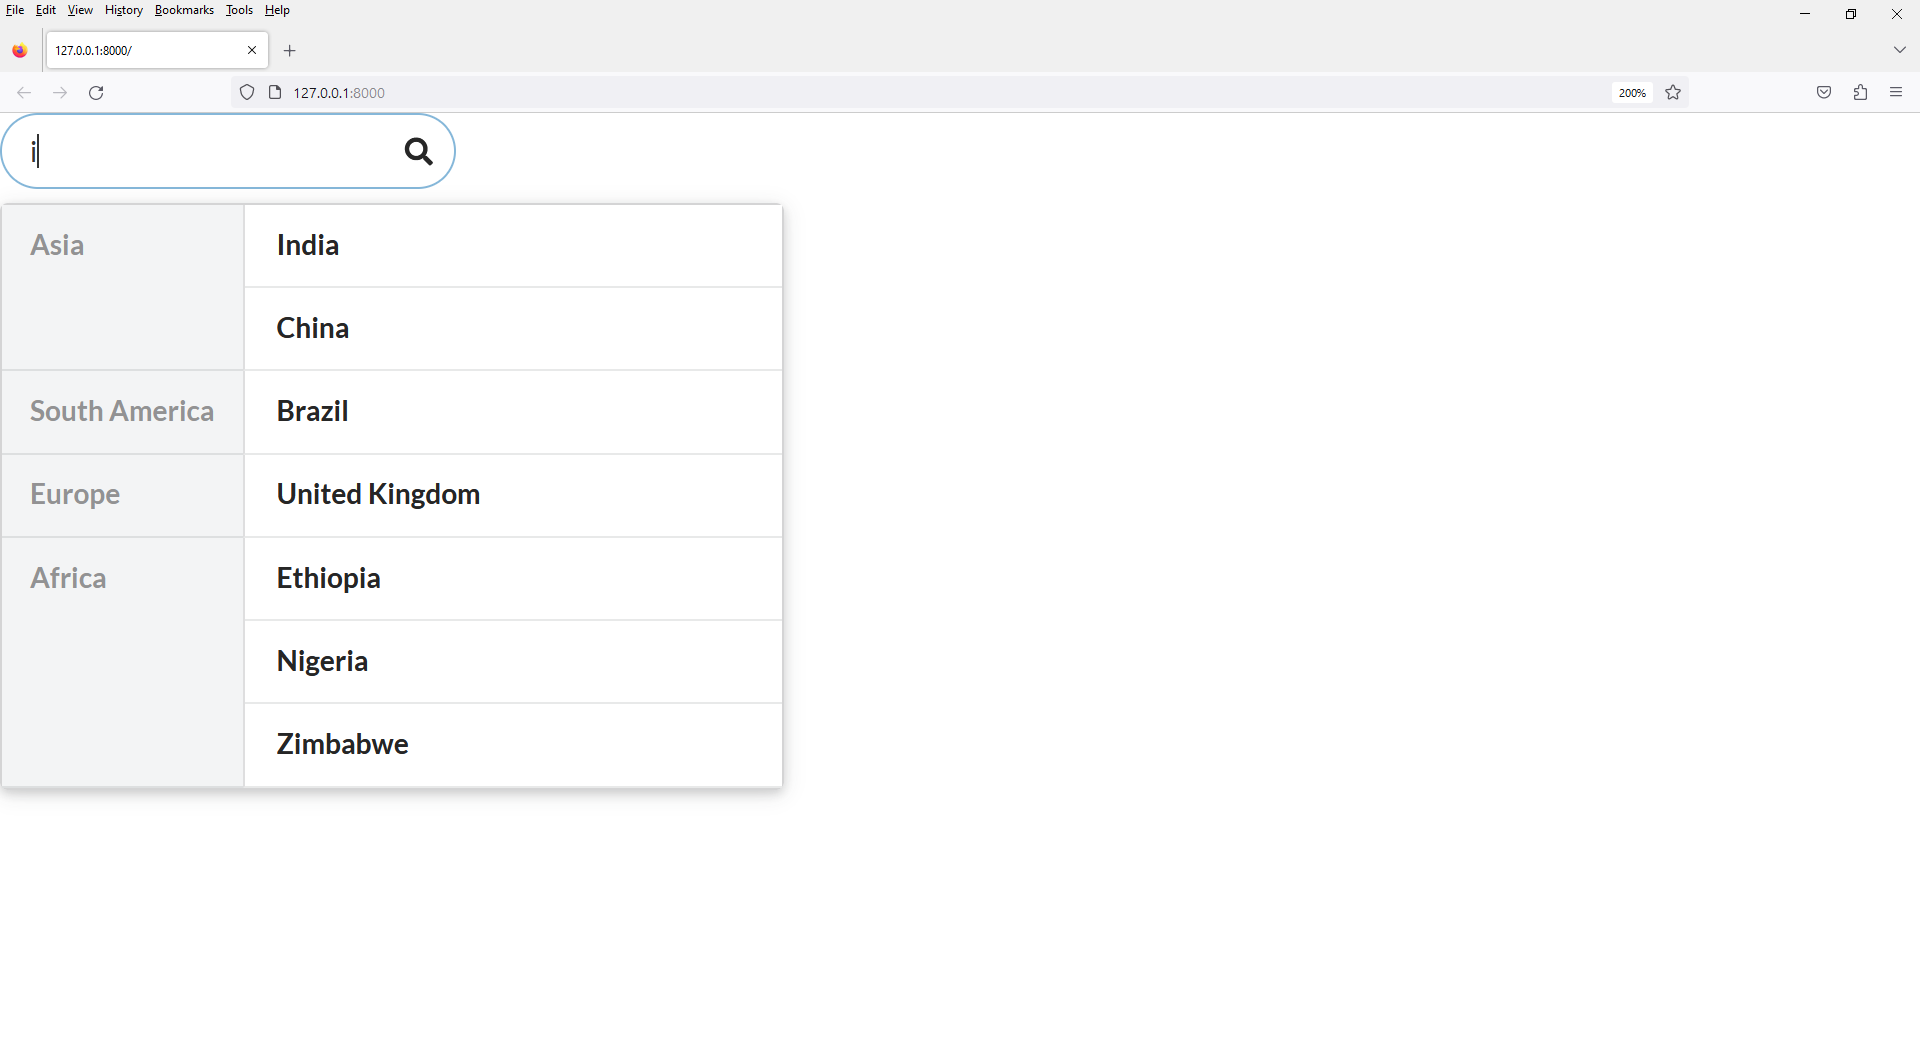 File Edit View History Bookmarks Tools Help
127.0.0.1:8000/
127.0.0.1:8000
200%
i
Asia
India
China
South America
Brazil
Europe
United Kingdom
Africa
Ethiopia
Nigeria
Zimbabwe